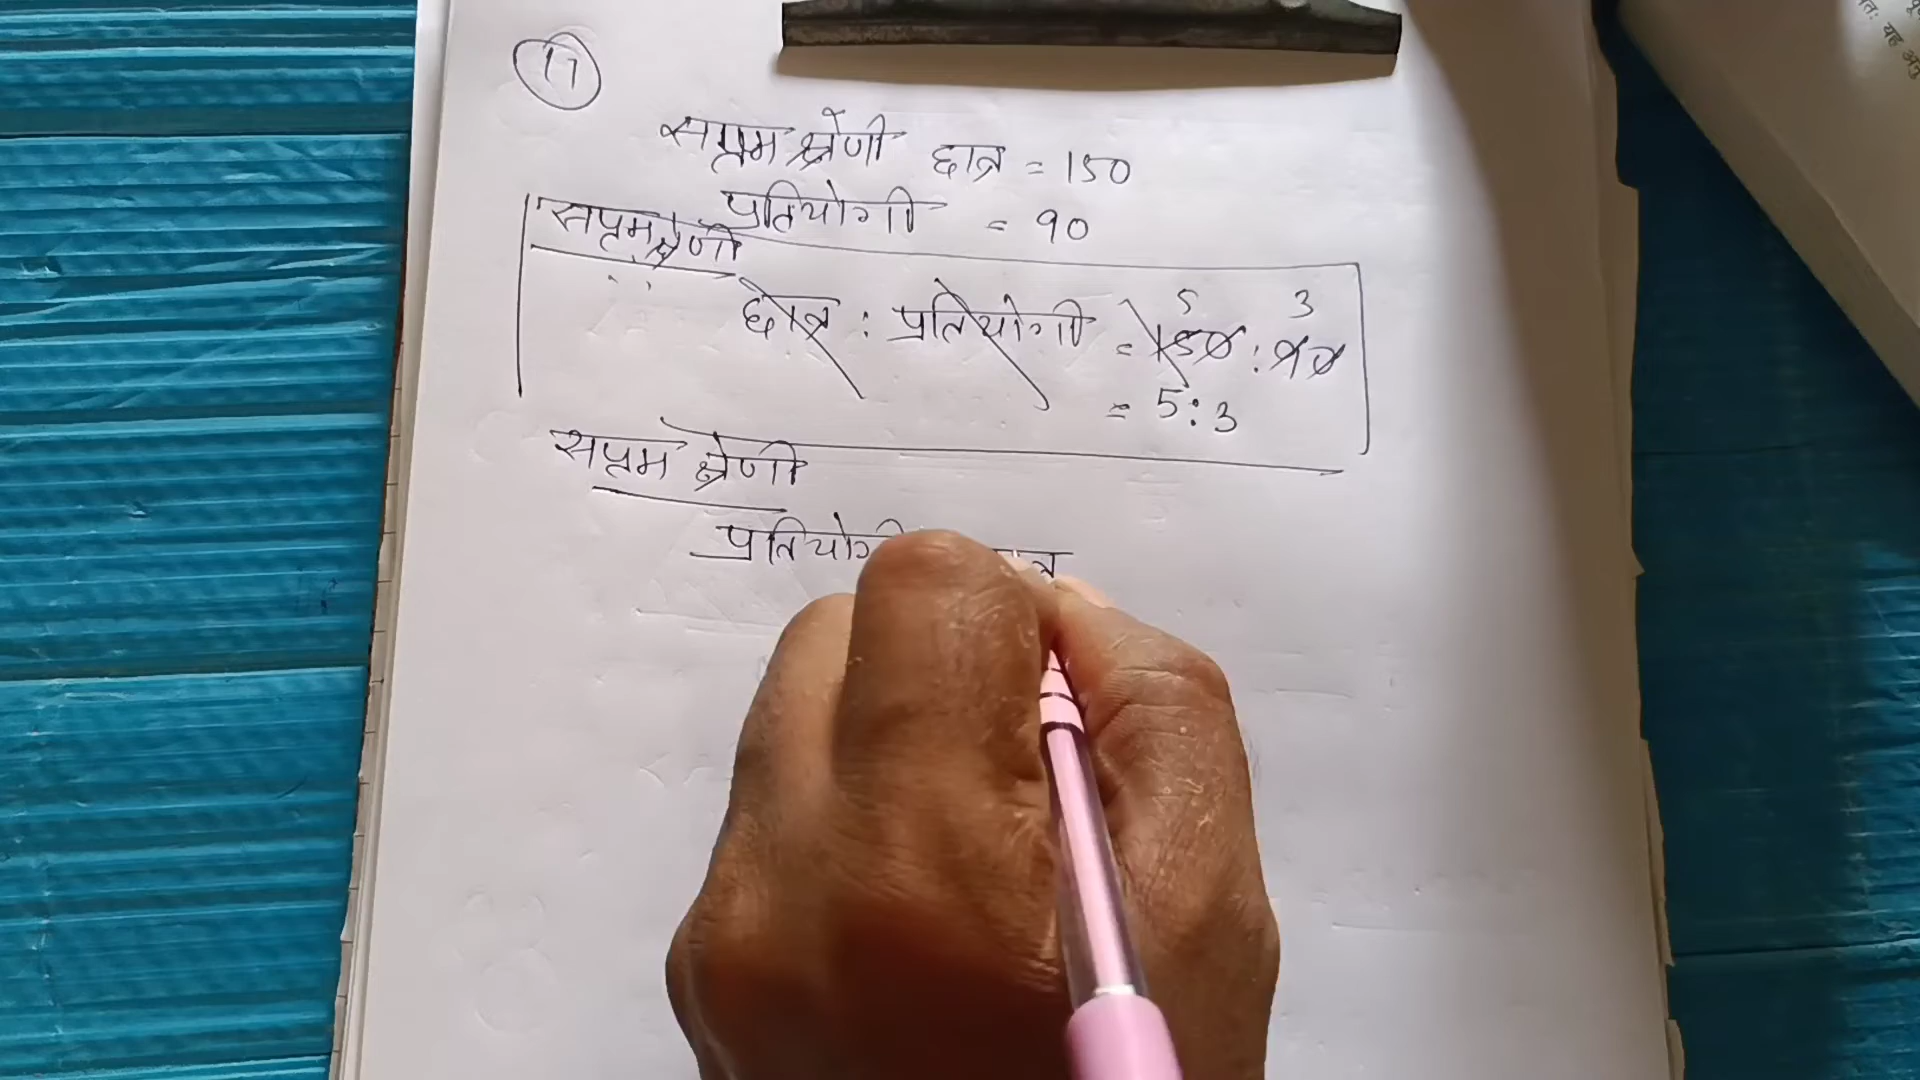 17
सप्तम श्रेणी छात्र = 150
प्रतियोगी = 90
सप्तम श्रेणी
छात्र : प्रतियोगी = 150 : 90
5 3
= 5 : 3
सप्तम श्रेणी